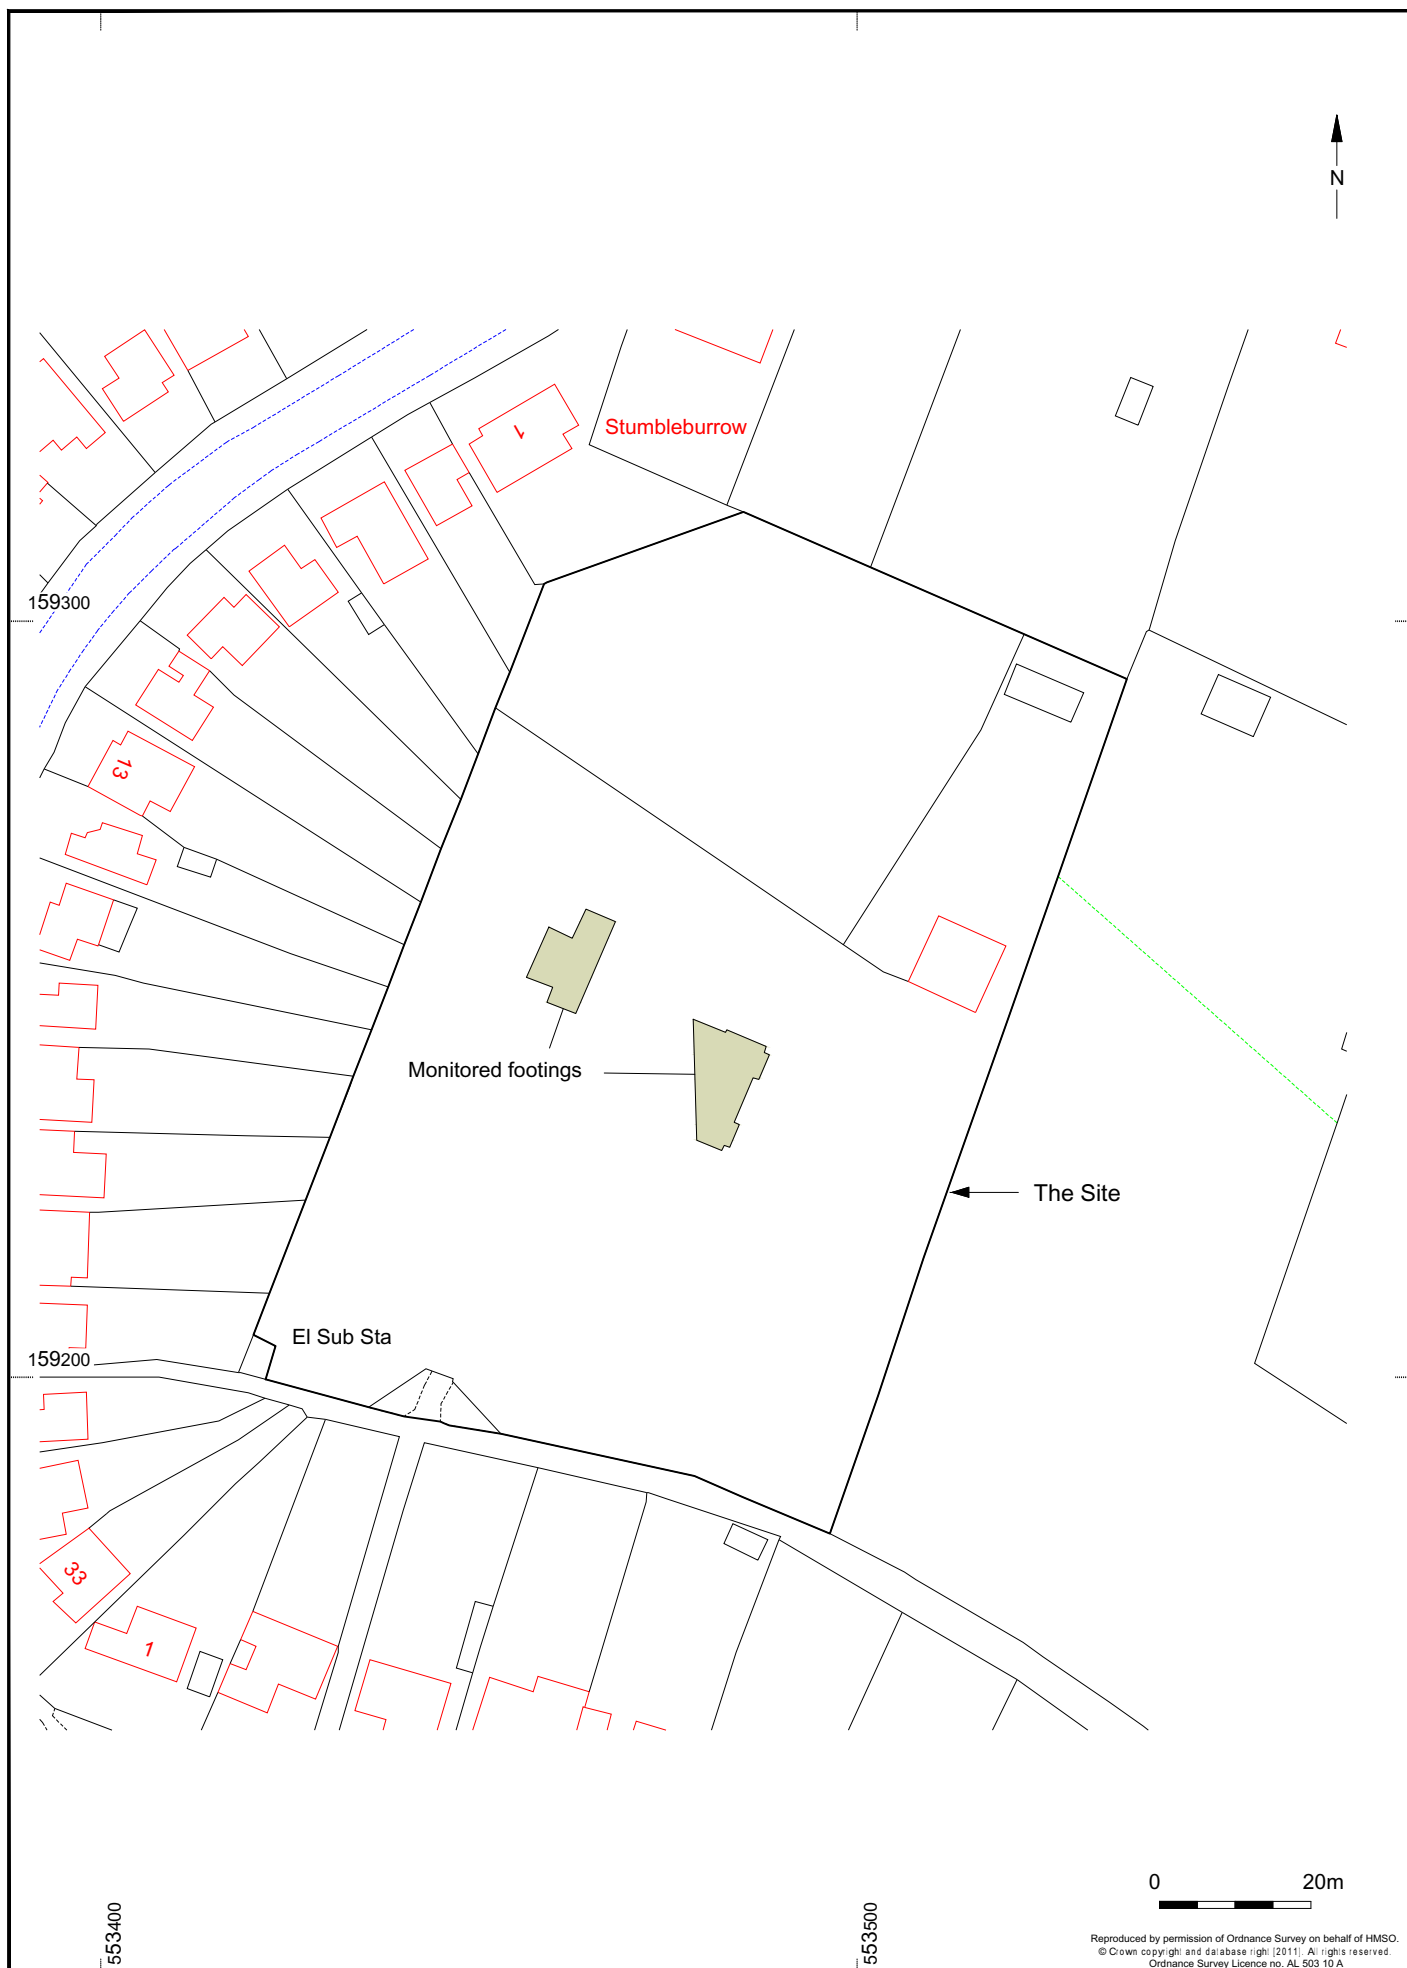 N
1
Stumbleburrow
159300
13
Monitored footings
The Site
El Sub Sta
159200
33
1
0 20m
553400
553500
Reproduced by permission of Ordnance Survey on behalf of HMSO.
© Crown copyright and database right [2011]. All rights reserved.
Ordnance Survey Licence no. AL 503 10 A